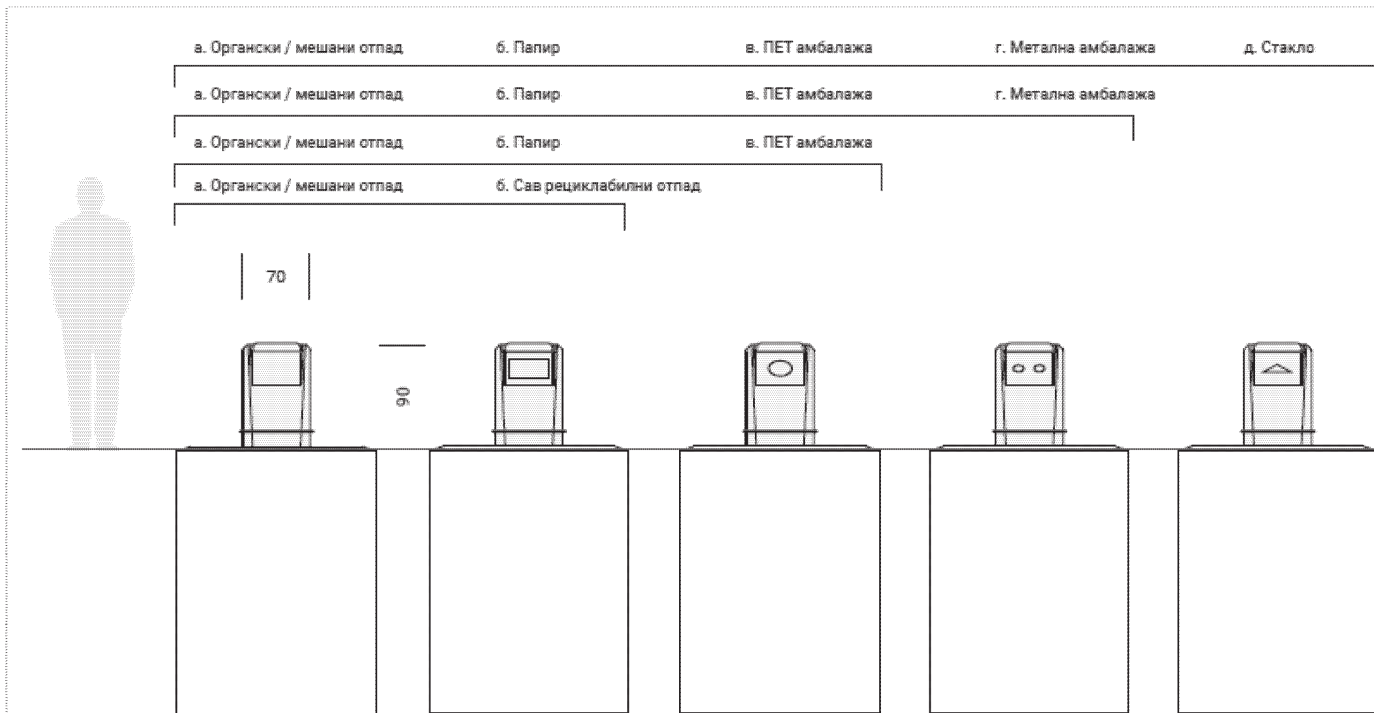 а. Органски / мешани отпад б. Папир в. ПЕТ амбалажа г. Метална амбалажа д. Стакло
а. Органски / мешани отпад б. Папир в. ПЕТ амбалажа г. Метална амбалажа
а. Органски / мешани отпад б. Папир в. ПЕТ амбалажа
а. Органски / мешани отпад б. Сав рециклабилни отпад
70
90